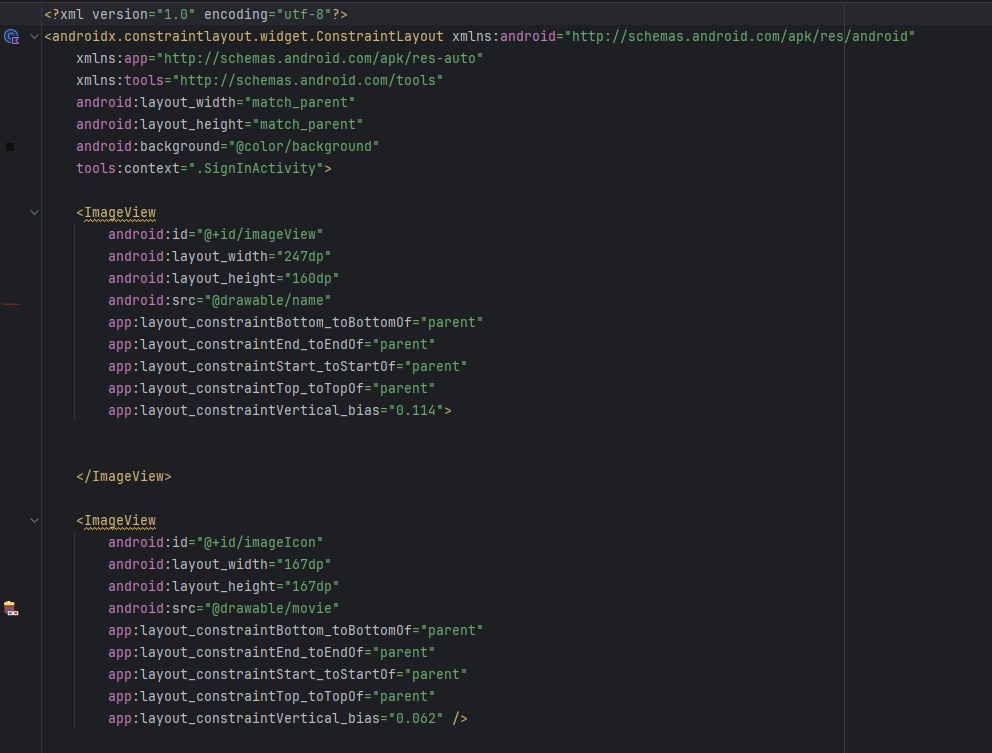 <?xml version="1.0" encoding="utf-8"?>
<androidx.constraintlayout.widget.ConstraintLayout xmlns:android="http://schemas.android.com/apk/res/android"
    xmlns:app="http://schemas.android.com/apk/res-auto"
    xmlns:tools="http://schemas.android.com/tools"
    android:layout_width="match_parent"
    android:layout_height="match_parent"
    android:background="@color/background"
    tools:context=".SignInActivity">

    <ImageView
        android:id="@+id/imageView"
        android:layout_width="247dp"
        android:layout_height="160dp"
        android:src="@drawable/name"
        app:layout_constraintBottom_toBottomOf="parent"
        app:layout_constraintEnd_toEndOf="parent"
        app:layout_constraintStart_toStartOf="parent"
        app:layout_constraintTop_toTopOf="parent"
        app:layout_constraintVertical_bias="0.114">


    </ImageView>

    <ImageView
        android:id="@+id/imageIcon"
        android:layout_width="167dp"
        android:layout_height="167dp"
        android:src="@drawable/movie"
        app:layout_constraintBottom_toBottomOf="parent"
        app:layout_constraintEnd_toEndOf="parent"
        app:layout_constraintStart_toStartOf="parent"
        app:layout_constraintTop_toTopOf="parent"
        app:layout_constraintVertical_bias="0.062" />